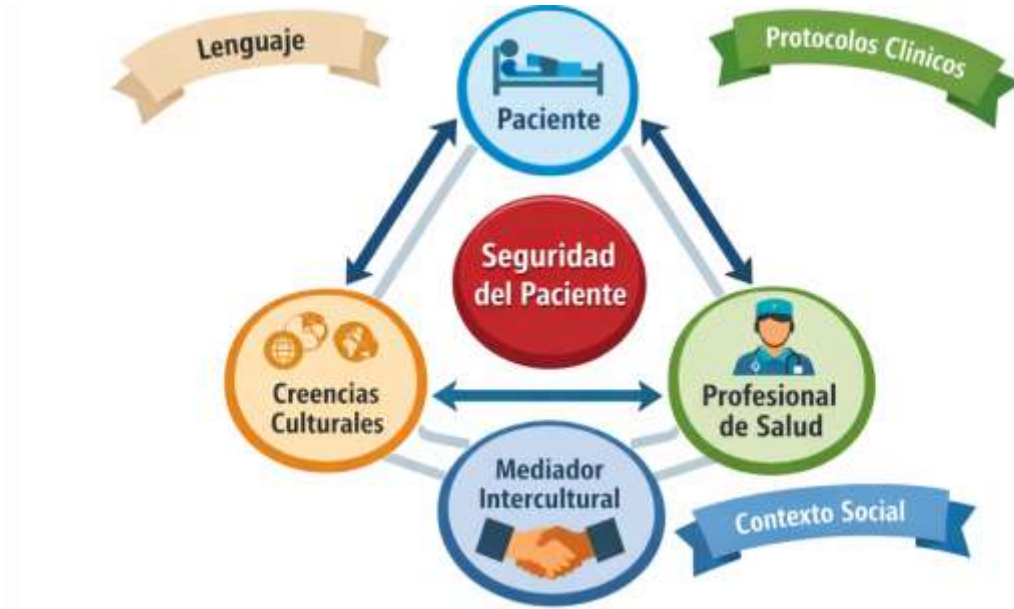 Lenguaje
Protocolos Clínicos
Paciente
Seguridad
del Paciente
Creencias
Culturales
Profesional
de Salud
Mediador
Intercultural
Contexto Social